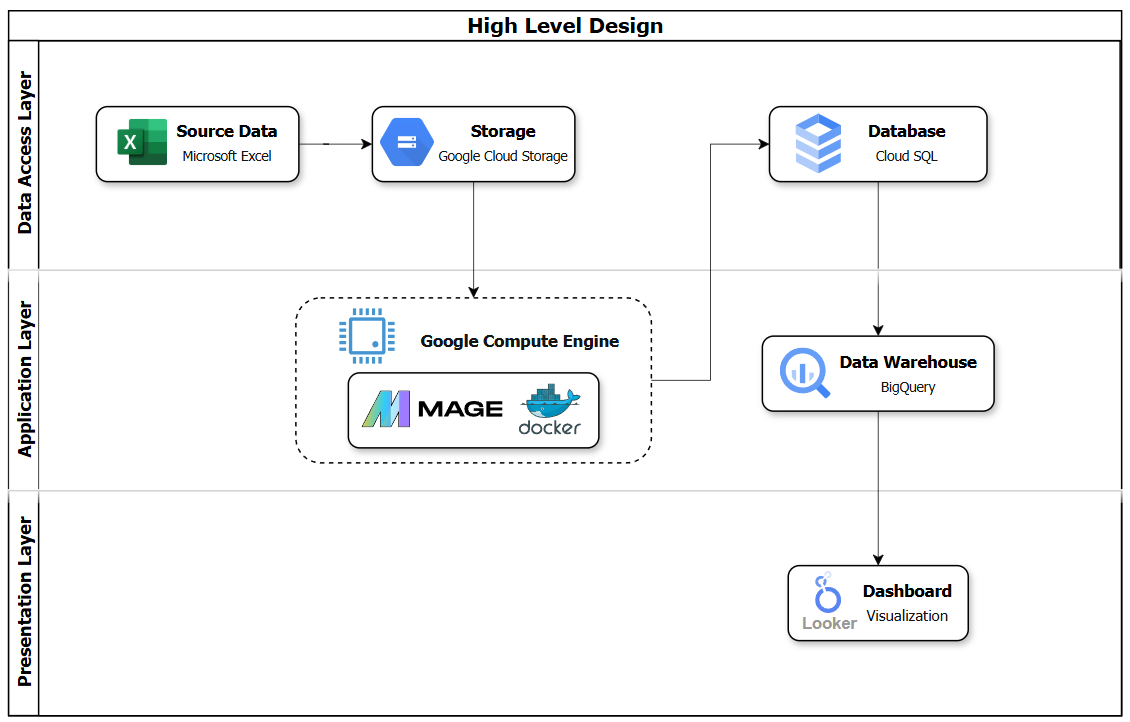 High Level Design
Data Access Layer
X
Source Data
Microsoft Excel
Storage
Google Cloud Storage
Database
Cloud SQL
Application Layer
Google Compute Engine
MAGE
docker
Data Warehouse
BigQuery
Presentation Layer
Dashboard
Visualization
Looker